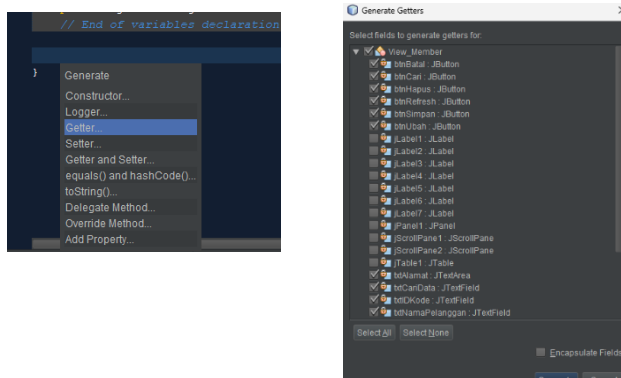 // End of variables declaration
}
Generate
Constructor...
Logger...
Getter...
Setter...
Getter and Setter...
equals() and hashCode()...
toString()...
Delegate Method...
Override Method...
Add Property...
Generate Getters
Select fields to generate getters for:
View_Member
btnBatal : JButton
btnCari : JButton
btnHapus : JButton
btnRefresh : JButton
btnSimpan : JButton
btnUbah : JButton
jLabel1 : JLabel
jLabel2 : JLabel
jLabel3 : JLabel
jLabel4 : JLabel
jLabel5 : JLabel
jLabel6 : JLabel
jLabel7 : JLabel
jPanel1 : JPanel
jScrollPane1 : JScrollPane
jScrollPane2 : JScrollPane
jTable1 : JTable
txtAlamat : JTextArea
txtCariData : JTextField
txtIDKode : JTextField
txtNamaPelanggan : JTextField
Select All Select None
Encapsulate Fields